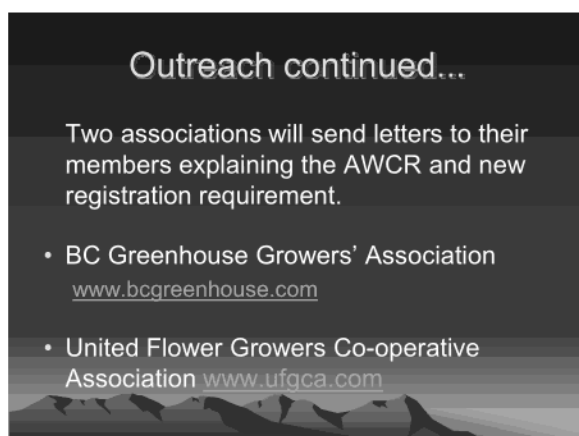 Outreach continued...
Two associations will send letters to their
members explaining the AWCR and new
registration requirement.
• BC Greenhouse Growers’ Association
www.bcgreenhouse.com
• United Flower Growers Co-operative
Association www.ufgca.com